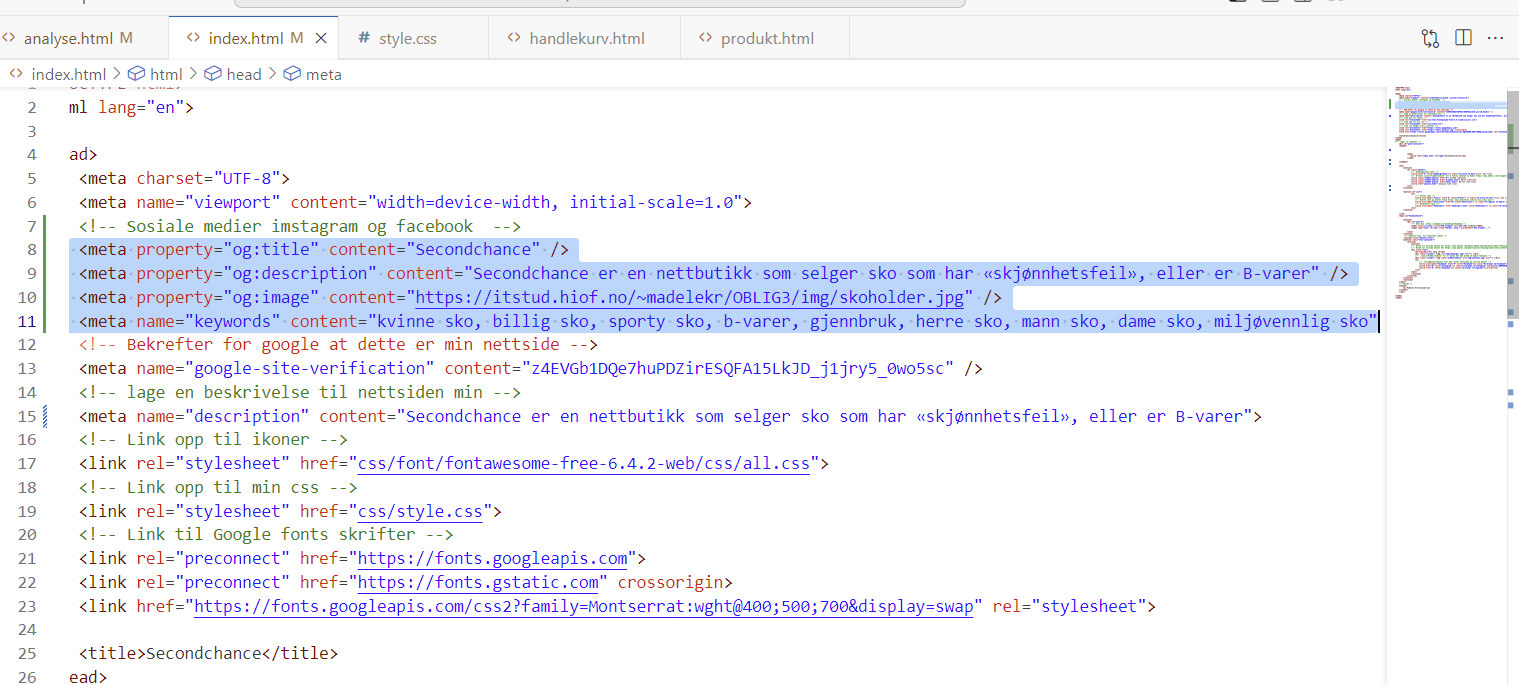 analyse.html M
index.html M
style.css
handlekurv.html
produkt.html
index.html > html > head > meta
2 ml lang="en">
3
4 ad>
5 <meta charset="UTF-8">
6 <meta name="viewport" content="width=device-width, initial-scale=1.0">
7 <!-- Sosiale medier imstagram og facebook -->
8 <meta property="og:title" content="Secondchance" />
9 <meta property="og:description" content="Secondchance er en nettbutikk som selger sko som har «skjønnhetsfeil», eller er B-varer" />
10 <meta property="og:image" content="https://itstud.hiof.no/~madelekr/OBLIG3/img/skoholder.jpg" />
11 <meta name="keywords" content="kvinne sko, billig sko, sporty sko, b-varer, gjennbruk, herre sko, mann sko, dame sko, miljøvennlig sko"
12 <!-- Bekrefter for google at dette er min nettside -->
13 <meta name="google-site-verification" content="z4EVGb1DQe7huPDZirESQFA15LkJD_j1jry5_0wo5sc" />
14 <!-- lage en beskrivelse til nettsiden min -->
15 <meta name="description" content="Secondchance er en nettbutikk som selger sko som har «skjønnhetsfeil», eller er B-varer">
16 <!-- Link opp til ikoner -->
17 <link rel="stylesheet" href="css/font/fontawesome-free-6.4.2-web/css/all.css">
18 <!-- Link opp til min css -->
19 <link rel="stylesheet" href="css/style.css">
20 <!-- Link til Google fonts skrifter -->
21 <link rel="preconnect" href="https://fonts.googleapis.com">
22 <link rel="preconnect" href="https://fonts.gstatic.com" crossorigin>
23 <link href="https://fonts.googleapis.com/css2?family=Montserrat:wght@400;500;700&display=swap" rel="stylesheet">
24
25 <title>Secondchance</title>
26 ead>